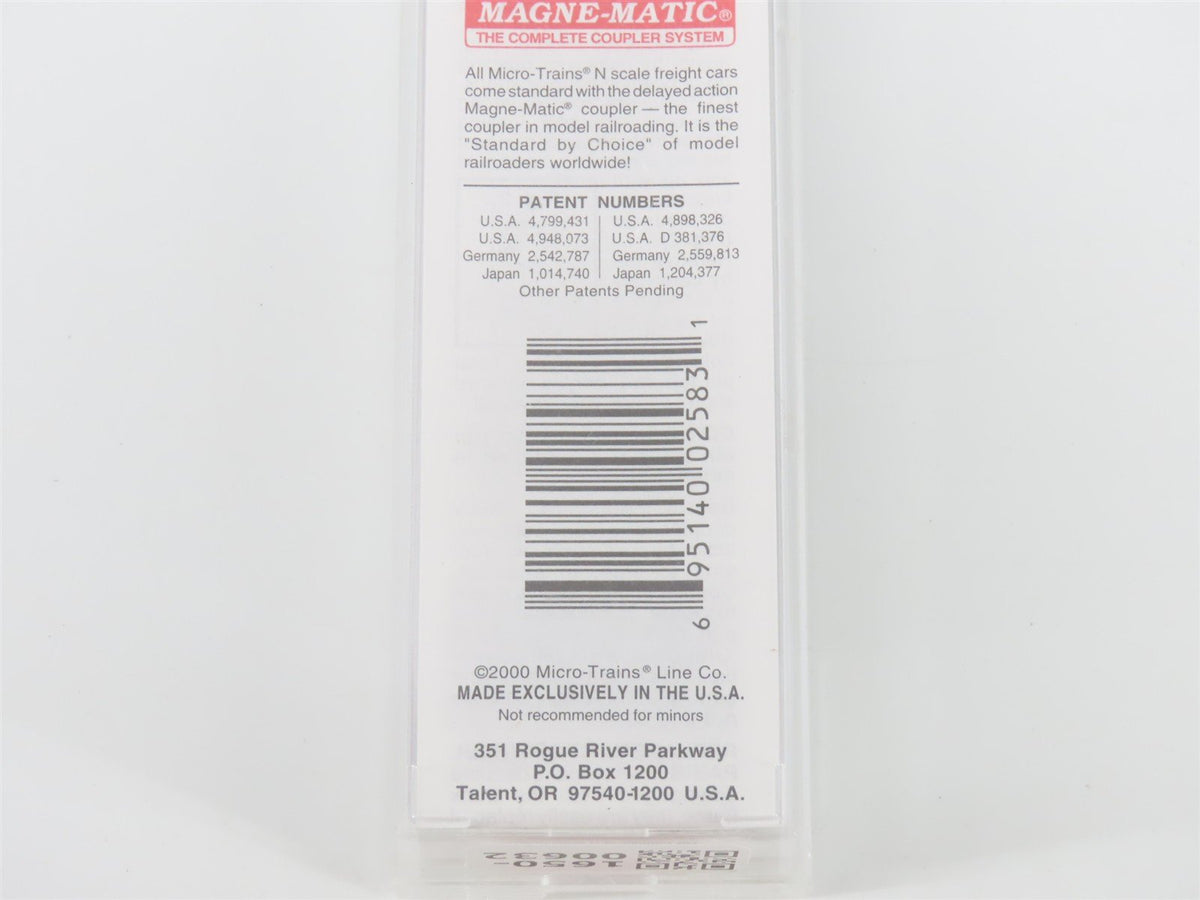 MAGNE-MATIC®
THE COMPLETE COUPLER SYSTEM
All Micro-Trains® N scale freight cars
come standard with the delayed action
Magne-Matic® coupler — the finest
coupler in model railroading. It is the
"Standard by Choice" of model
railroaders worldwide!
PATENT NUMBERS
U.S.A. 4,799,431 U.S.A. 4,898,326
U.S.A. 4,948,073 U.S.A. D 381,376
Germany 2,542,787 Germany 2,559,813
Japan 1,014,740 Japan 1,204,377
Other Patents Pending
6 95140 02583 1
©2000 Micro-Trains® Line Co.
MADE EXCLUSIVELY IN THE U.S.A.
Not recommended for minors
351 Rogue River Parkway
P.O. Box 1200
Talent, OR 97540-1200 U.S.A.